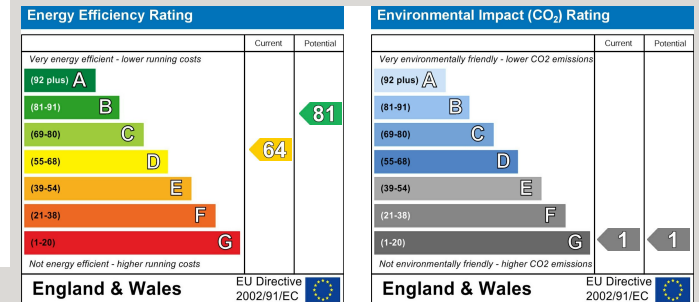 Energy Efficiency Rating
Current Potential
Very energy efficient - lower running costs
(92 plus) A
(81-91) B
(69-80) C
(55-68) D
(39-54) E
(21-38) F
(1-20) G
64
81
Not energy efficient - higher running costs
England & Wales
EU Directive
2002/91/EC
Environmental Impact (CO₂) Rating
Current Potential
Very environmentally friendly - lower CO2 emissions
(92 plus) A
(81-91) B
(69-80) C
(55-68) D
(39-54) E
(21-38) F
(1-20) G
1
1
Not environmentally friendly - higher CO2 emissions
England & Wales
EU Directive
2002/91/EC